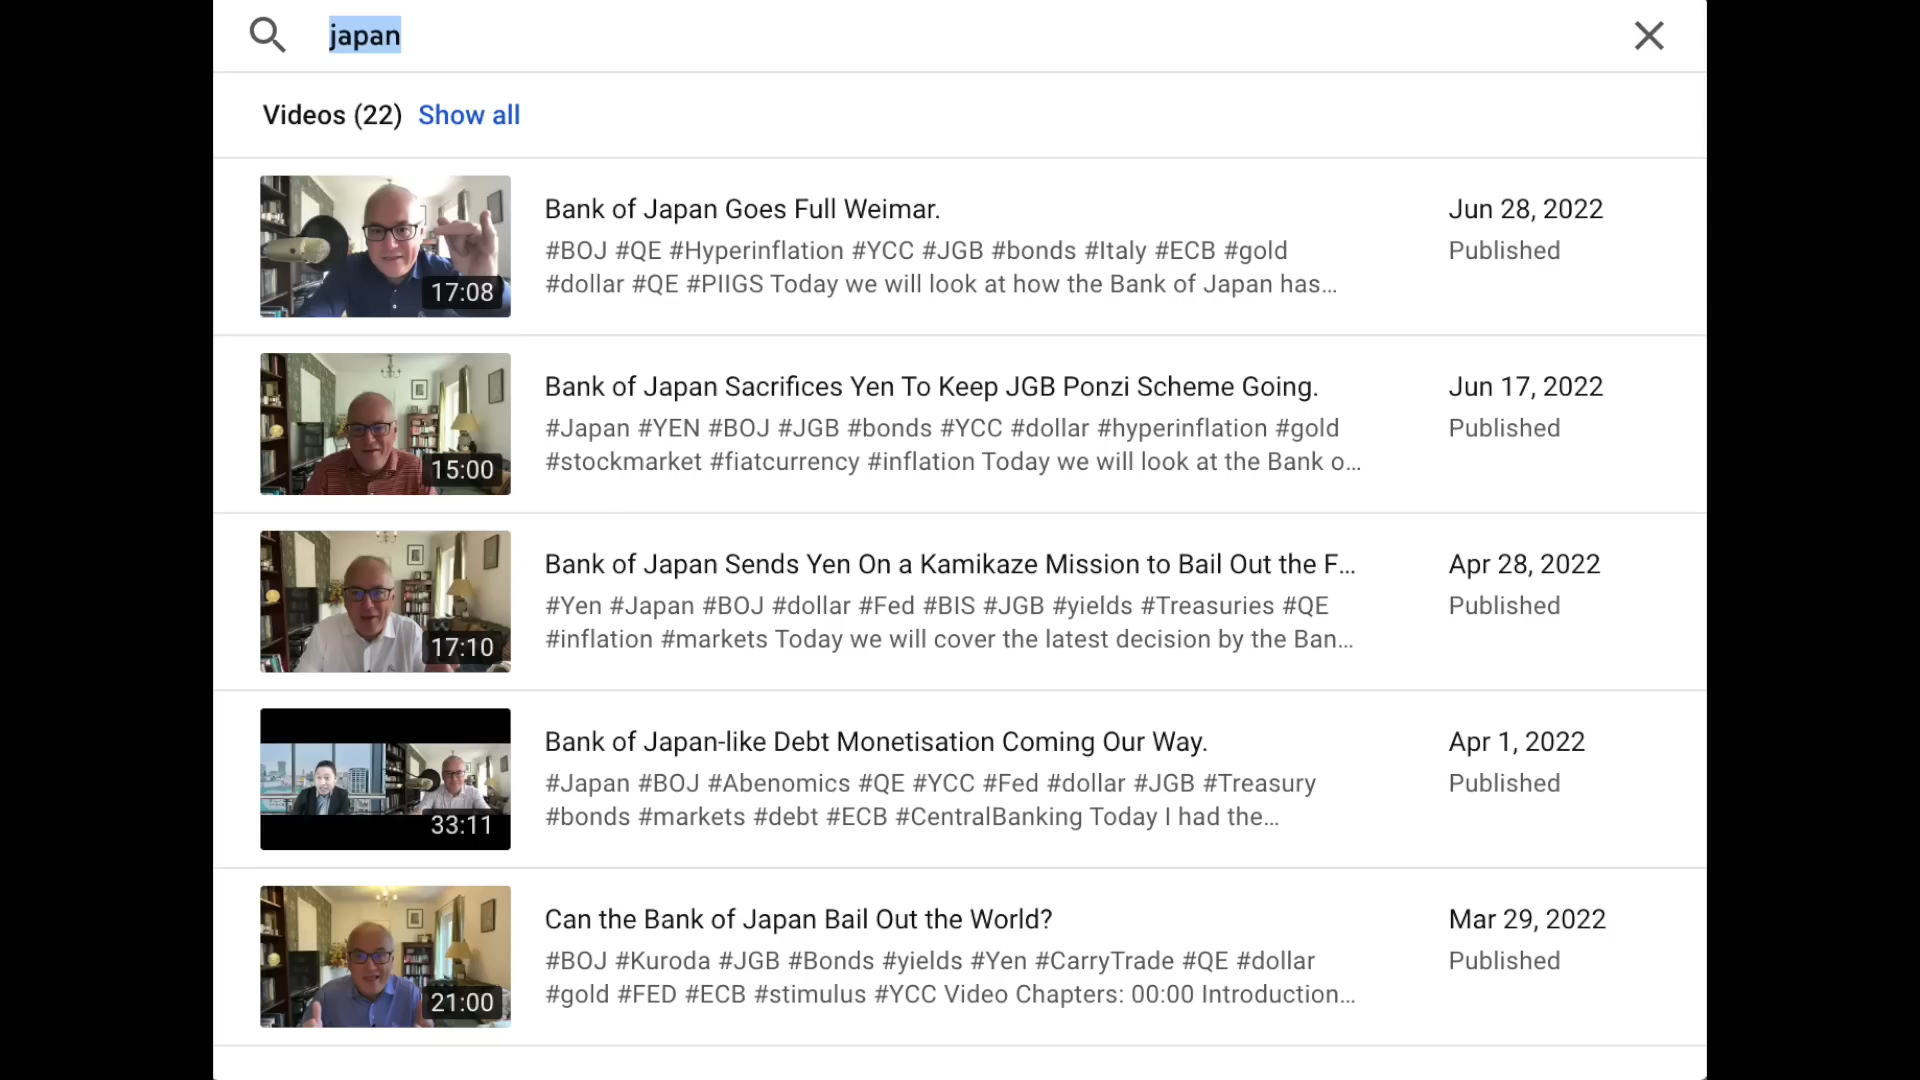 japan
Videos (22) Show all
Bank of Japan Goes Full Weimar.
Jun 28, 2022
#BOJ #QE #Hyperinflation #YCC #JGB #bonds #Italy #ECB #gold
Published
#dollar #QE #PIIGS Today we will look at how the Bank of Japan has...
17:08
Bank of Japan Sacrifices Yen To Keep JGB Ponzi Scheme Going.
Jun 17, 2022
#Japan #YEN #BOJ #JGB #bonds #YCC #dollar #hyperinflation #gold
Published
#stockmarket #fiatcurrency #inflation Today we will look at the Bank o...
15:00
Bank of Japan Sends Yen On a Kamikaze Mission to Bail Out the F...
Apr 28, 2022
#Yen #Japan #BOJ #dollar #Fed #BIS #JGB #yields #Treasuries #QE
Published
#inflation #markets Today we will cover the latest decision by the Ban...
17:10
Bank of Japan-like Debt Monetisation Coming Our Way.
Apr 1, 2022
#Japan #BOJ #Abenomics #QE #YCC #Fed #dollar #JGB #Treasury
Published
#bonds #markets #debt #ECB #CentralBanking Today I had the...
33:11
Can the Bank of Japan Bail Out the World?
Mar 29, 2022
#BOJ #Kuroda #JGB #Bonds #yields #Yen #CarryTrade #QE #dollar
Published
#gold #FED #ECB #stimulus #YCC Video Chapters: 00:00 Introduction...
21:00